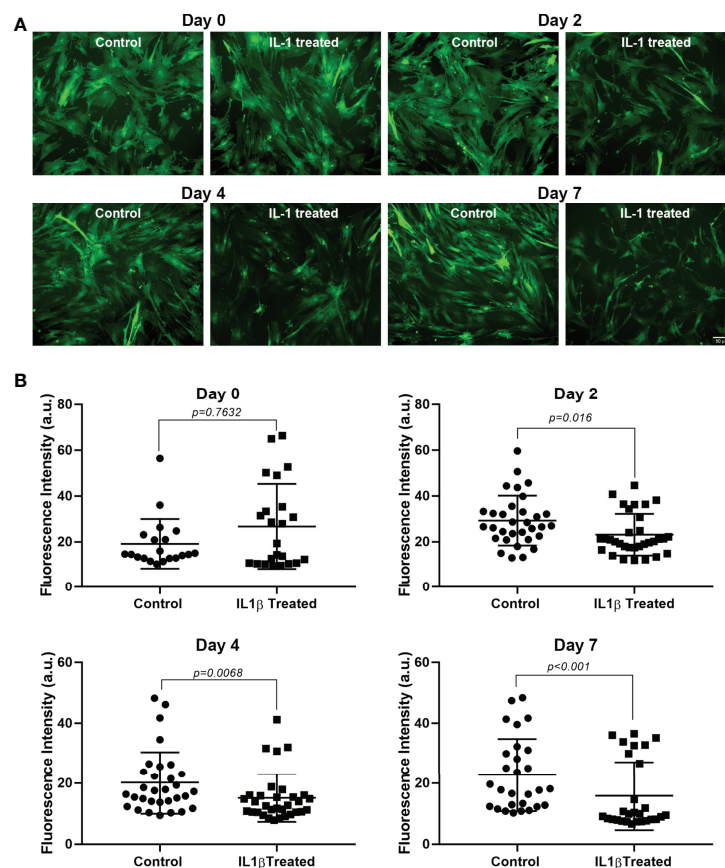 A
Day 0
Day 2
Control
IL-1 treated
Control
IL-1 treated
Day 4
Day 7
Control
IL-1 treated
Control
IL-1 treated
B
Day 0
Fluorescence Intensity (a.u.)
80
60
40
20
0
p=0.7632
Control
IL1β Treated
Day 2
Fluorescence Intensity (a.u.)
80
60
40
20
0
p=0.016
Control
IL1β Treated
Day 4
Fluorescence Intensity (a.u.)
60
40
20
0
p=0.0068
Control
IL1βTreated
Day 7
Fluorescence Intensity (a.u.)
60
40
20
0
p<0.001
Control
IL1β Treated